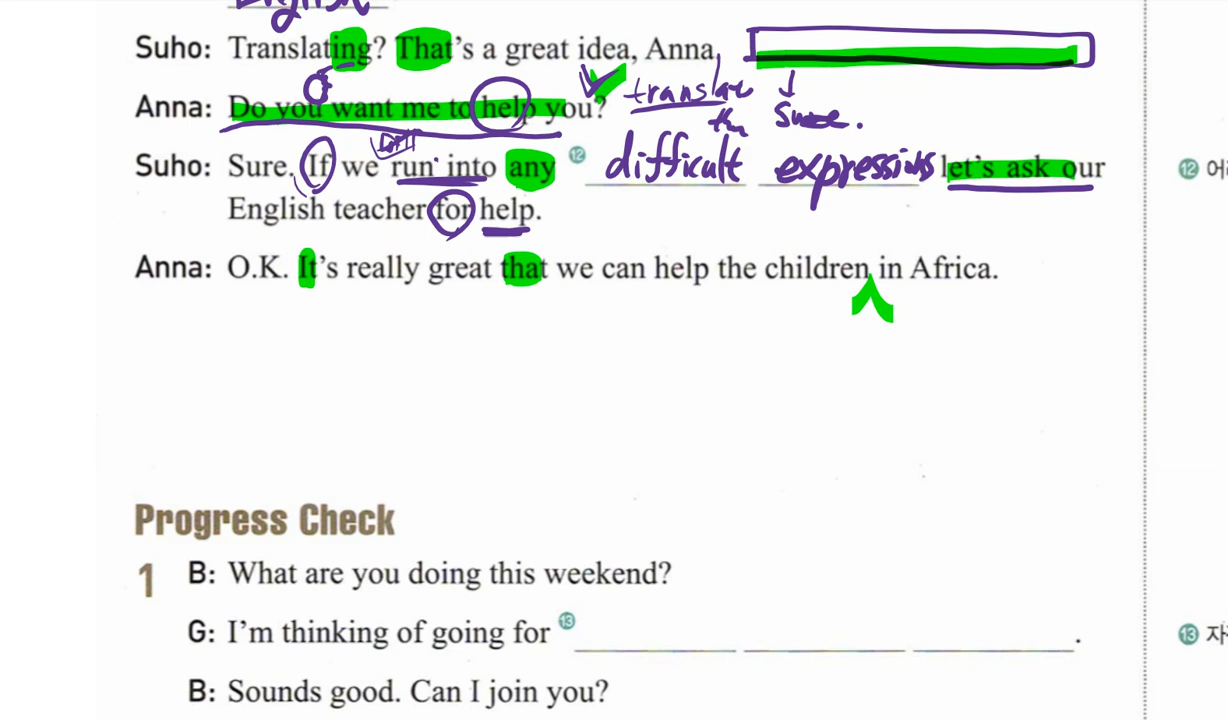 English
Suho: Translating? That's a great idea, Anna.
Anna: Do you want me to help you? translate
the Sure.
Suho: Sure. If we run into any ⑫ difficult expressions let's ask our
⑫ 어
English teacher for help.
Anna: O.K. It's really great that we can help the children in Africa.
Progress Check
1 B: What are you doing this weekend?
G: I'm thinking of going for ⑬ ___ ___ ___.
⑬ 자
B: Sounds good. Can I join you?